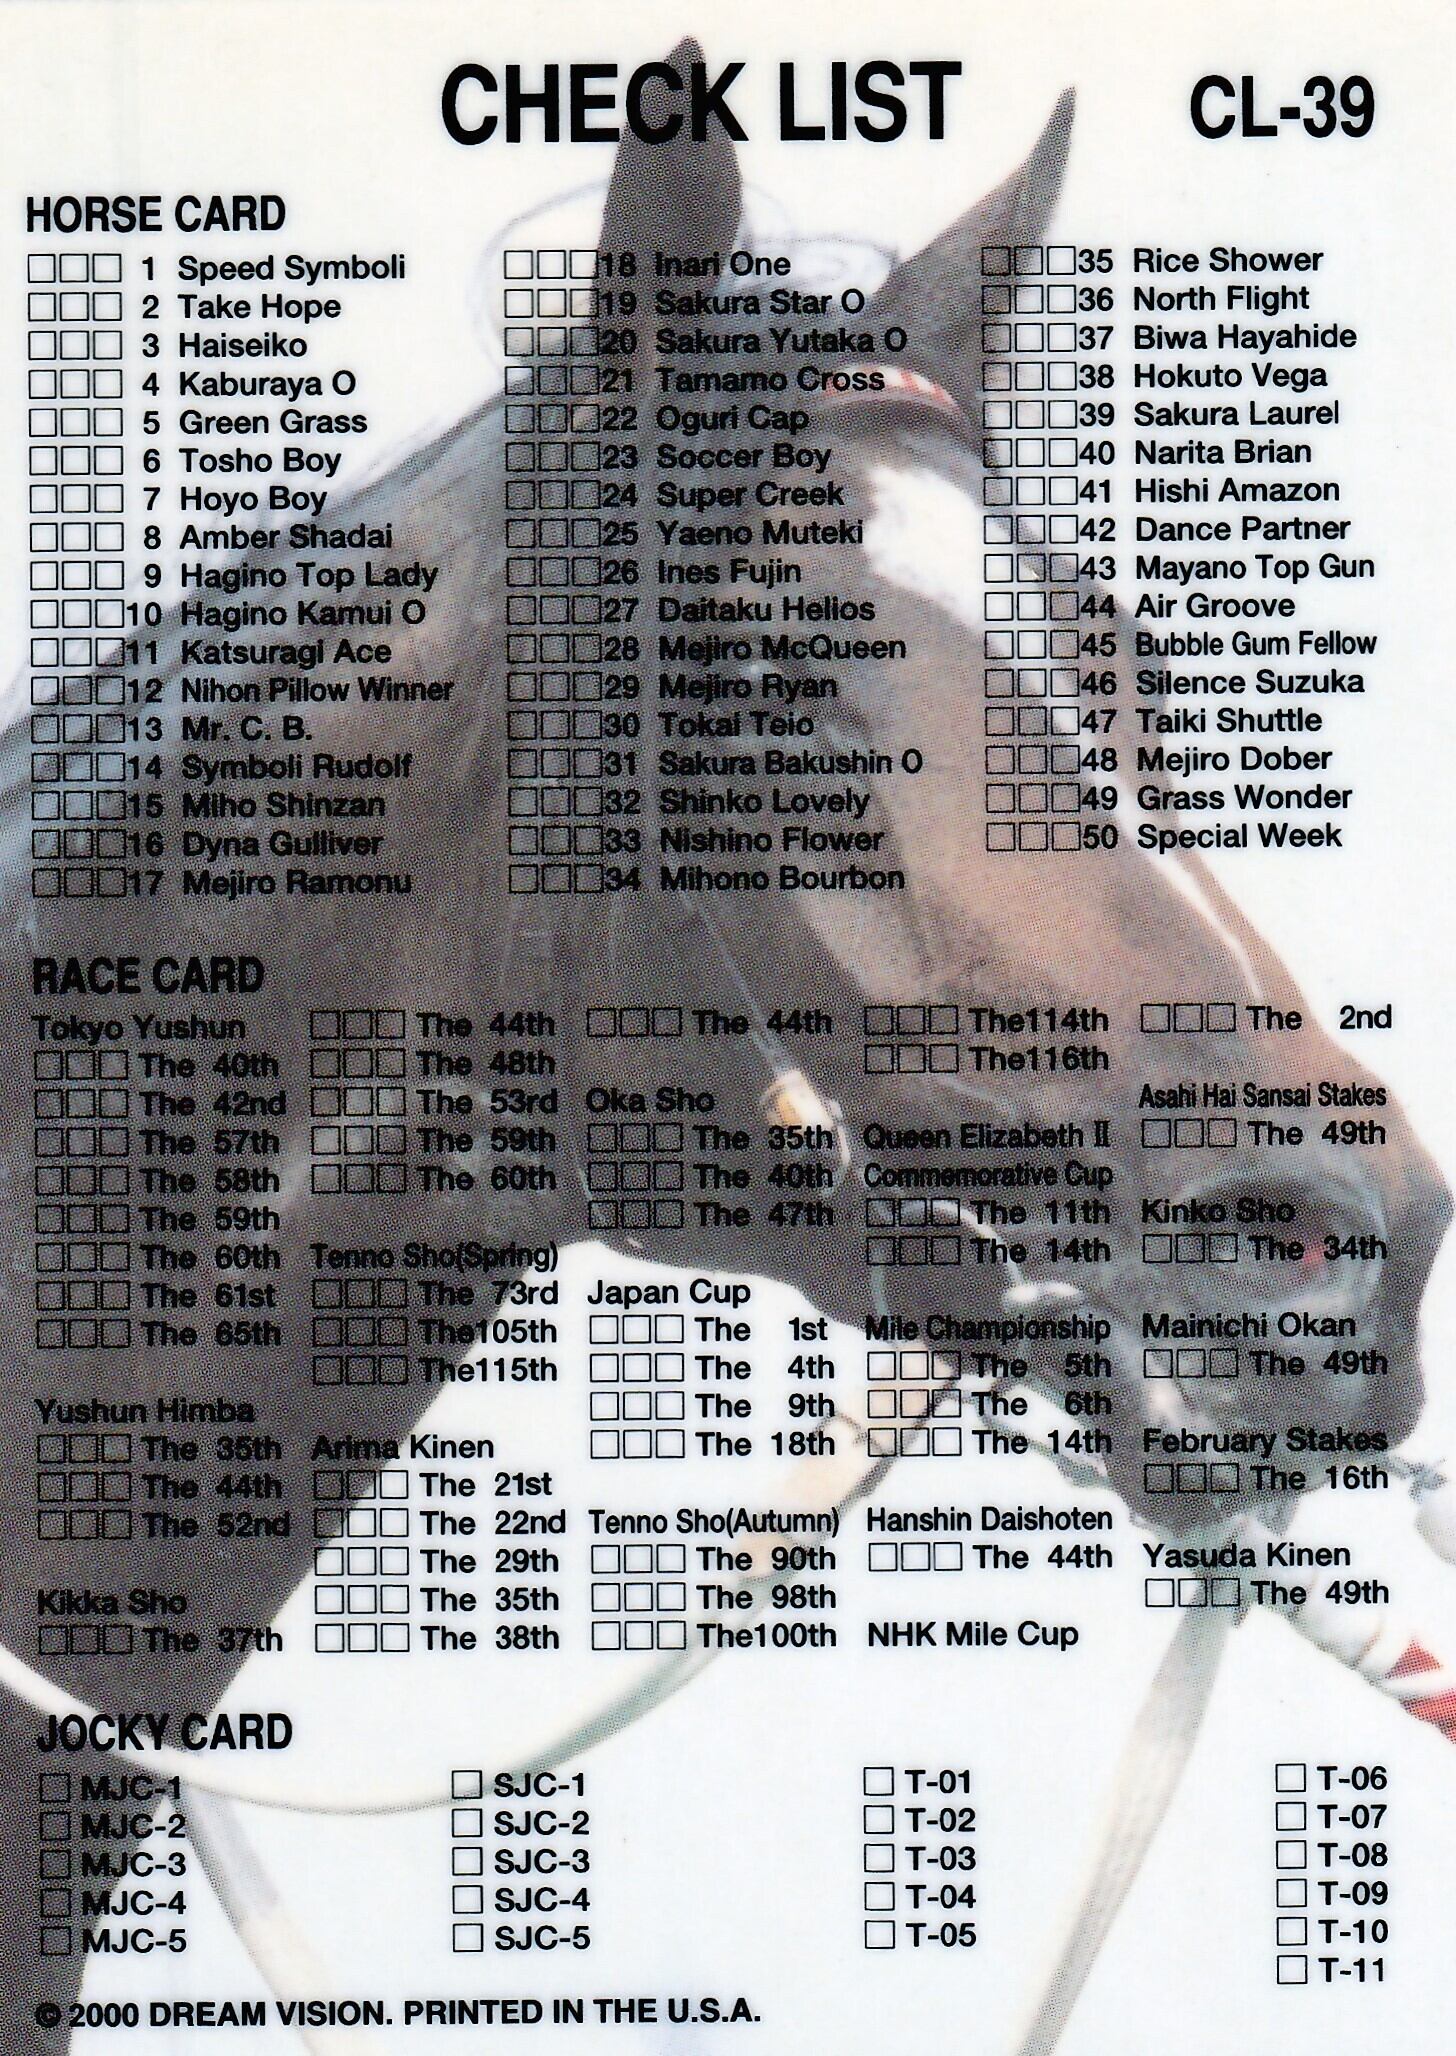 CHECK LIST
CL-39
HORSE CARD
□□□ 1 Speed Symboli
□□□ 2 Take Hope
□□□ 3 Haiseiko
□□□ 4 Kaburaya O
□□□ 5 Green Grass
□□□ 6 Tosho Boy
□□□ 7 Hoyo Boy
□□□ 8 Amber Shadai
□□□ 9 Hagino Top Lady
□□□10 Hagino Kamui O
□□□11 Katsuragi Ace
□□□12 Nihon Pillow Winner
□□□13 Mr. C. B.
□□□14 Symboli Rudolf
□□□15 Miho Shinzan
□□□16 Dyna Gulliver
□□□17 Mejiro Ramonu
□□□18 Inari One
□□□19 Sakura Star O
□□□20 Sakura Yutaka O
□□□21 Tamamo Cross
□□□22 Oguri Cap
□□□23 Soccer Boy
□□□24 Super Creek
□□□25 Yaeno Muteki
□□□26 Ines Fujin
□□□27 Daitaku Helios
□□□28 Mejiro McQueen
□□□29 Mejiro Ryan
□□□30 Tokai Teio
□□□31 Sakura Bakushin O
□□□32 Shinko Lovely
□□□33 Nishino Flower
□□□34 Mihono Bourbon
□□□35 Rice Shower
□□□36 North Flight
□□□37 Biwa Hayahide
□□□38 Hokuto Vega
□□□39 Sakura Laurel
□□□40 Narita Brian
□□□41 Hishi Amazon
□□□42 Dance Partner
□□□43 Mayano Top Gun
□□□44 Air Groove
□□□45 Bubble Gum Fellow
□□□46 Silence Suzuka
□□□47 Taiki Shuttle
□□□48 Mejiro Dober
□□□49 Grass Wonder
□□□50 Special Week
RACE CARD
Tokyo Yushun
□□□ The 40th
□□□ The 42nd
□□□ The 57th
□□□ The 58th
□□□ The 59th
□□□ The 60th
□□□ The 61st
□□□ The 65th
Yushun Himba
□□□ The 35th
□□□ The 44th
□□□ The 52nd
Kikka Sho
□□□ The 37th
□□□ The 44th
□□□ The 48th
□□□ The 53rd
□□□ The 59th
□□□ The 60th
Tenno Sho(Spring)
□□□ The 73rd
□□□ The105th
□□□ The115th
Arima Kinen
□□□ The 21st
□□□ The 22nd
□□□ The 29th
□□□ The 35th
□□□ The 38th
□□□ The 44th
Oka Sho
□□□ The 35th
□□□ The 40th
□□□ The 47th
Japan Cup
□□□ The 1st
□□□ The 4th
□□□ The 9th
□□□ The 18th
Tenno Sho(Autumn)
□□□ The 90th
□□□ The 98th
□□□ The100th
□□□ The114th
□□□ The116th
Queen Elizabeth Ⅱ
Commemorative Cup
□□□ The 11th
□□□ The 14th
Mile Championship
□□□ The 5th
□□□ The 6th
□□□ The 14th
Hanshin Daishoten
□□□ The 44th
NHK Mile Cup
□□□ The 2nd
Asahi Hai Sansai Stakes
□□□ The 49th
Kinko Sho
□□□ The 34th
Mainichi Okan
□□□ The 49th
February Stakes
□□□ The 16th
Yasuda Kinen
□□□ The 49th
JOCKY CARD
□ MJC-1
□ MJC-2
□ MJC-3
□ MJC-4
□ MJC-5
□ SJC-1
□ SJC-2
□ SJC-3
□ SJC-4
□ SJC-5
□ T-01
□ T-02
□ T-03
□ T-04
□ T-05
□ T-06
□ T-07
□ T-08
□ T-09
□ T-10
□ T-11
© 2000 DREAM VISION. PRINTED IN THE U.S.A.